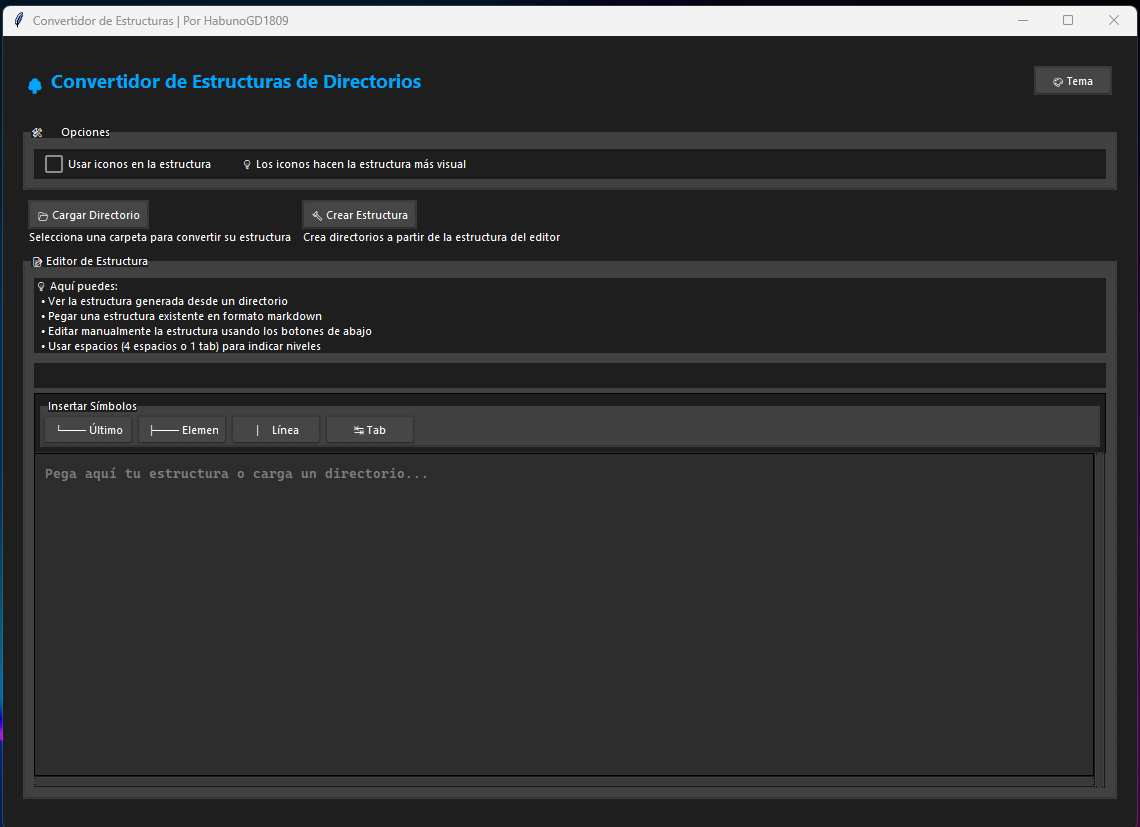 Convertidor de Estructuras | Por HabunoGD1809
Convertidor de Estructuras de Directorios
Tema
Opciones
Usar iconos en la estructura
Los iconos hacen la estructura más visual
Cargar Directorio
Crear Estructura
Selecciona una carpeta para convertir su estructura
Crea directorios a partir de la estructura del editor
Editor de Estructura
Aquí puedes:
• Ver la estructura generada desde un directorio
• Pegar una estructura existente en formato markdown
• Editar manualmente la estructura usando los botones de abajo
• Usar espacios (4 espacios o 1 tab) para indicar niveles
Insertar Símbolos
└─── Último
├─── Elemen
│ Línea
↹ Tab
Pega aquí tu estructura o carga un directorio...